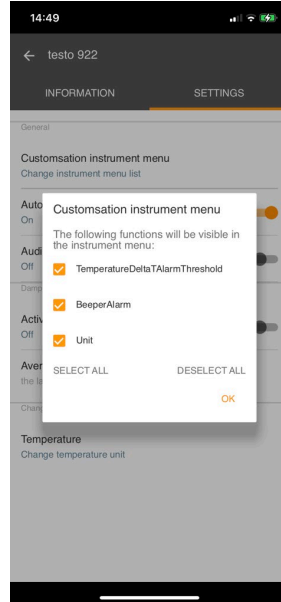 14:49
testo 922
INFORMATION
SETTINGS
General
Customsation instrument menu
Change instrument menu list
Auto
On
Audi
Off
Damp
Activ
Off
Aver
the la
Chan
Temperature
Change temperature unit
Customsation instrument menu
The following functions will be visible in
the instrument menu:
TemperatureDeltaTAlarmThreshold
BeeperAlarm
Unit
SELECT ALL
DESELECT ALL
OK